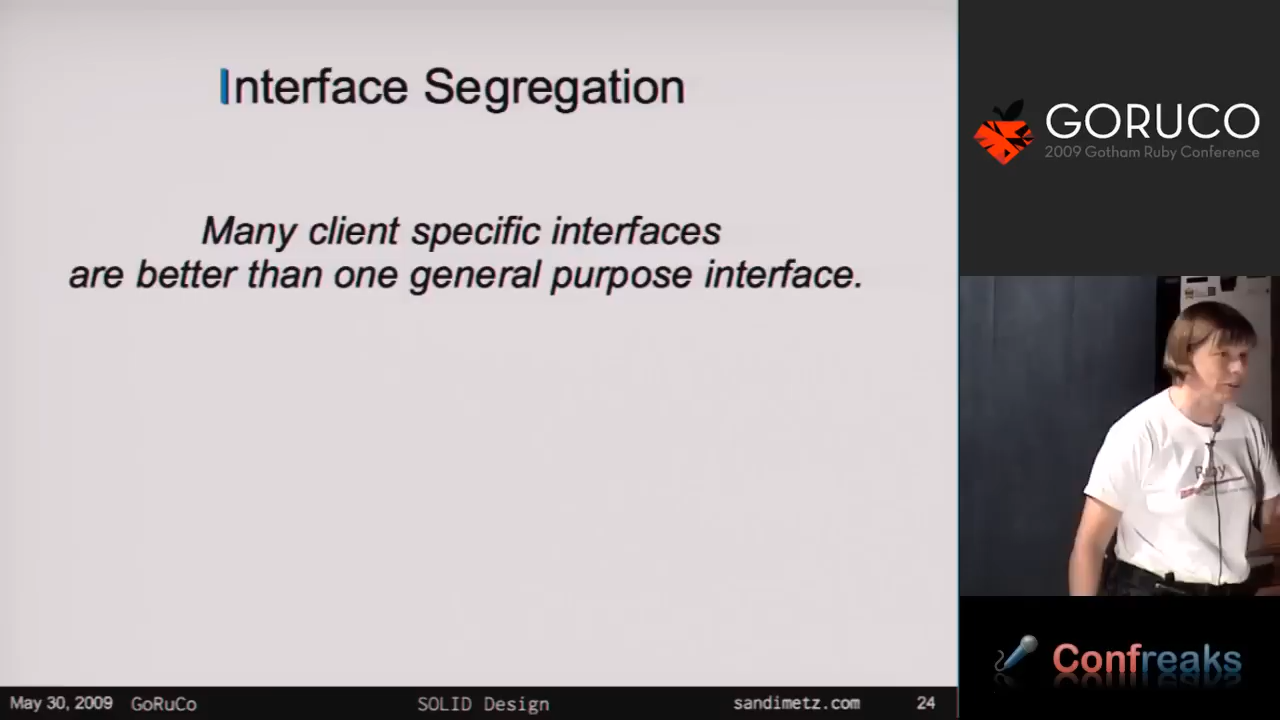 Interface Segregation
Many client specific interfaces
are better than one general purpose interface.
May 30, 2009 GoRuCo SOLID Design sandimetz.com 24
GORUCO
2009 Gotham Ruby Conference
Ruby
Confreaks